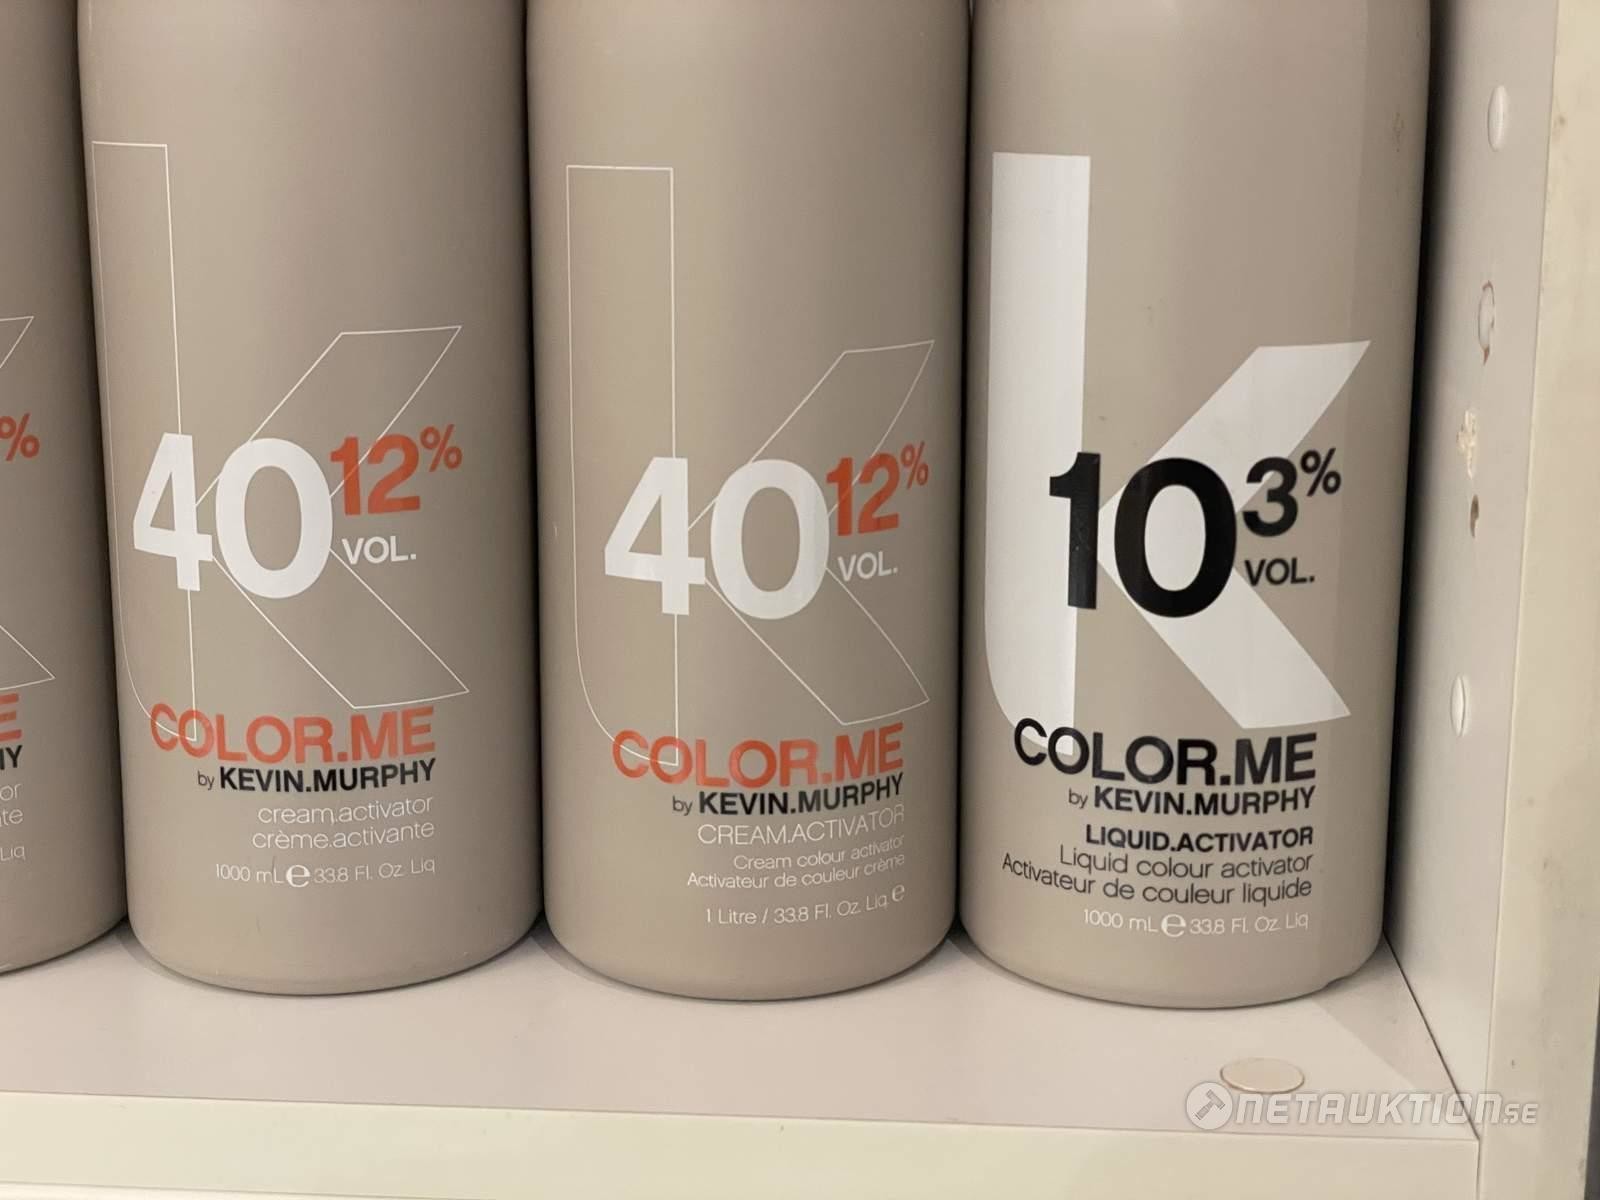 %
40 12%
VOL.
COLOR.ME
by KEVIN.MURPHY
cream.activator
crème.activante
1000 mL e 33.8 Fl. Oz. Liq
40 12%
VOL.
COLOR.ME
by KEVIN.MURPHY
CREAM.ACTIVATOR
Cream colour activator
Activateur de couleur crème
1 Litre / 33.8 Fl. Oz. Liq. e
k
10 3%
VOL.
COLOR.ME
by KEVIN.MURPHY
LIQUID.ACTIVATOR
Liquid colour activator
Activateur de couleur liquide
1000 mL e 33.8 Fl. Oz. Liq
NETAUKTION.SE